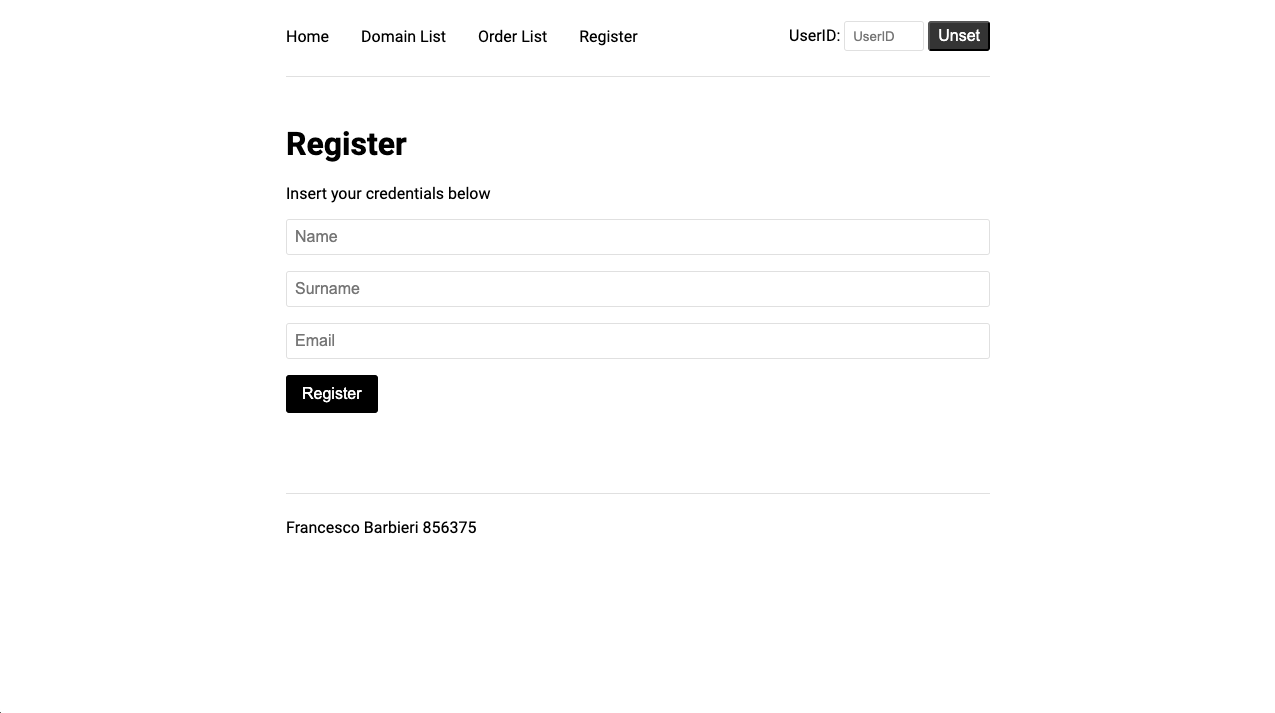 Home Domain List Order List Register UserID: UserID Unset
Register
Insert your credentials below
Name
Surname
Email
Register
Francesco Barbieri 856375